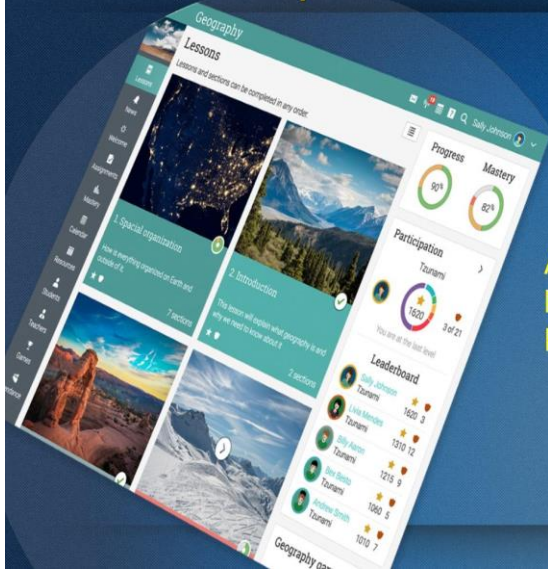 Geography
Lessons
Lessons and sections can be completed in any order.
13
Sally Johnson
Lessons
News
Welcome
Assignments
Mastery
Calendar
Resources
Students
Teachers
Games
1. Spacial organization
How is everything organized on Earth and
outside of it.
7 sections
2. Introduction
This lesson will explain what geography is and
why we need to know about it
2 sections
Progress
90%
Mastery
82%
Participation
Tzunami
1620
3 of 21
You are at the last level
Leaderboard
Sally Johnson
Tzunami
1620 3
Livia Mendes
Tzunami
1310 12
Billy Aaron
Tzunami
1215 9
Bex Besto
Tzunami
1060 5
Andrew Smith
Tzunami
1010 7
Geography